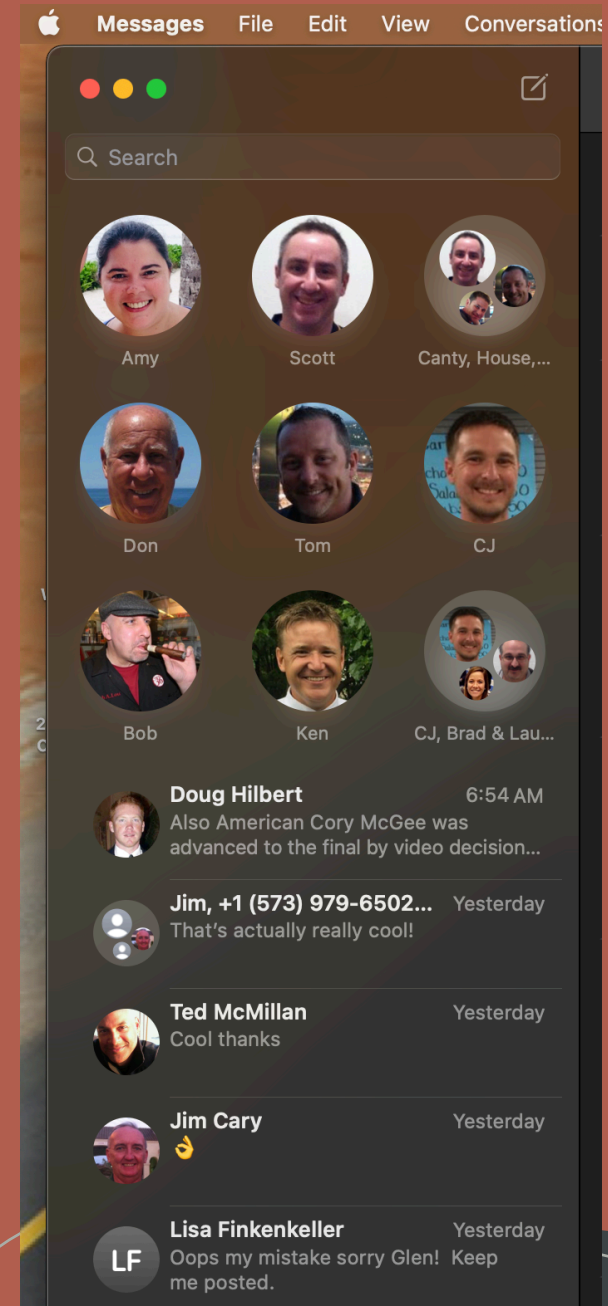 Messages File Edit View Conversations
Search
Amy Scott Canty, House,...
Don Tom CJ
Bob Ken CJ, Brad & Lau...
Doug Hilbert 6:54 AM
Also American Cory McGee was
advanced to the final by video decision...
Jim, +1 (573) 979-6502... Yesterday
That’s actually really cool!
Ted McMillan Yesterday
Cool thanks
Jim Cary Yesterday
👌
Lisa Finkenkeller Yesterday
LF
Oops my mistake sorry Glen! Keep
me posted.